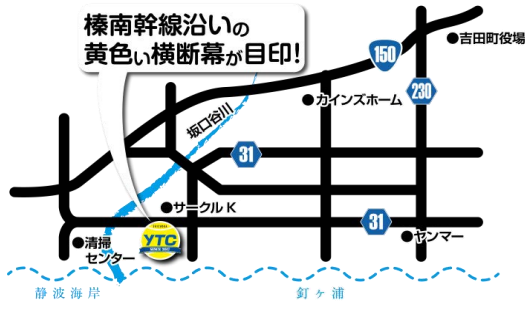 榛南幹線沿いの
黄色い横断幕が目印!
吉田町役場
150
カインズホーム
230
坂口谷川
31
サークルK
31
YTC
清掃
センター
ヤンマー
静波海岸
釘ヶ浦